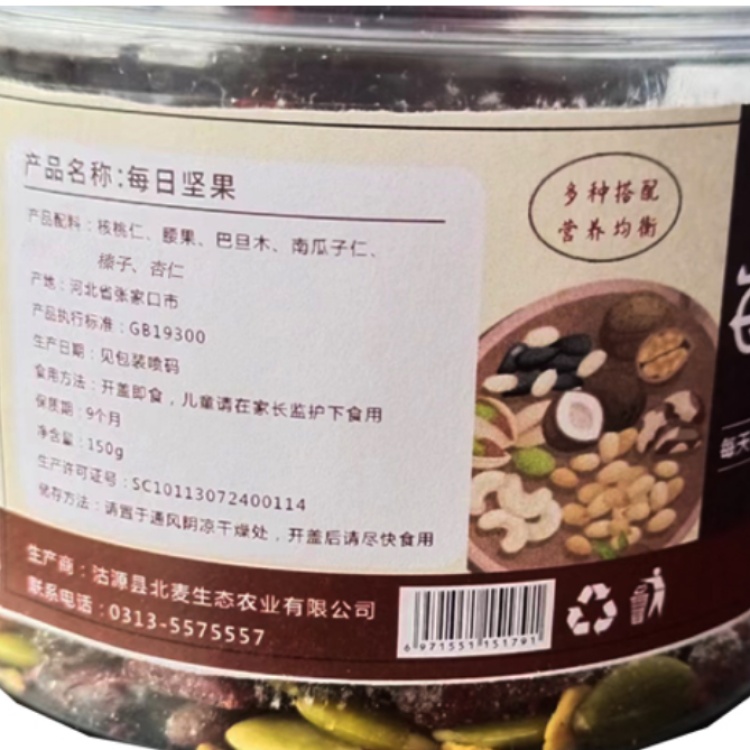 产品名称:每日坚果
产品配料：核桃仁、腰果、巴旦木、南瓜子仁、
榛子、杏仁
产地：河北省张家口市
产品执行标准：GB19300
生产日期：见包装喷码
食用方法：开盖即食，儿童请在家长监护下食用
保质期：9个月
净含量：150g
生产许可证号：SC10113072400114
储存方法：请置于通风阴凉干燥处，开盖后请尽快食用
生产商：沽源县北麦生态农业有限公司
联系电话：0313-5575557
6 971551 151791
多种搭配
营养均衡
每天